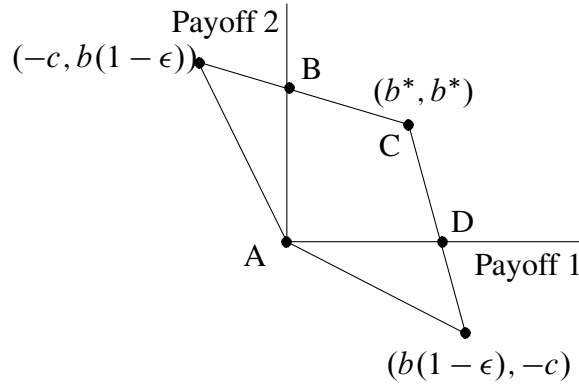 Payoff 2
(−c, b(1 − ϵ))
B
(b*, b*)
C
D
A
Payoff 1
(b(1 − ϵ), −c)